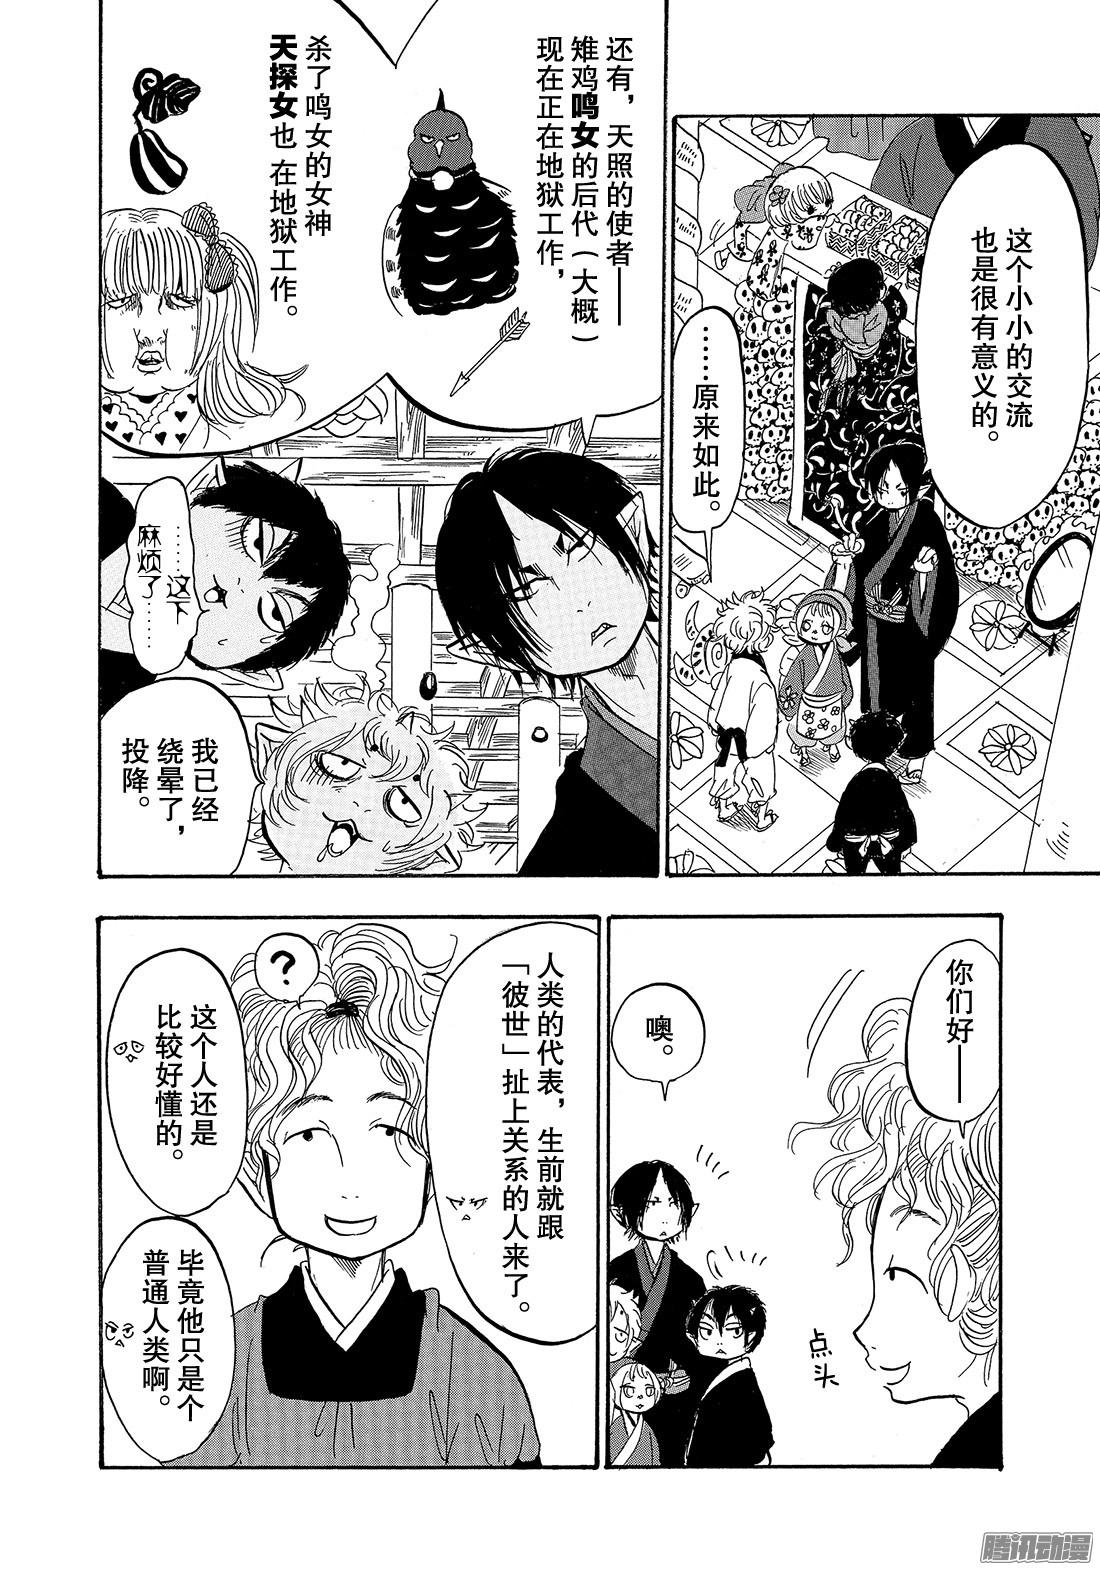 这个小小的交流
也是很有意义的。
……原来如此。
还有，天照的使者——
雉鸡鸣女的后代（大概）
现在正在地狱工作，
杀了鸣女的女神
天探女也 在地狱工作。
……这下
麻烦了……
我已经
绕晕了，
投降。
你们好——
噢。
点头
人类的代表，生前就跟
「彼世」扯上关系的人来了。
?
这个人还是
比较好懂的。
毕竟他只是个
普通人类啊。
腾讯动漫